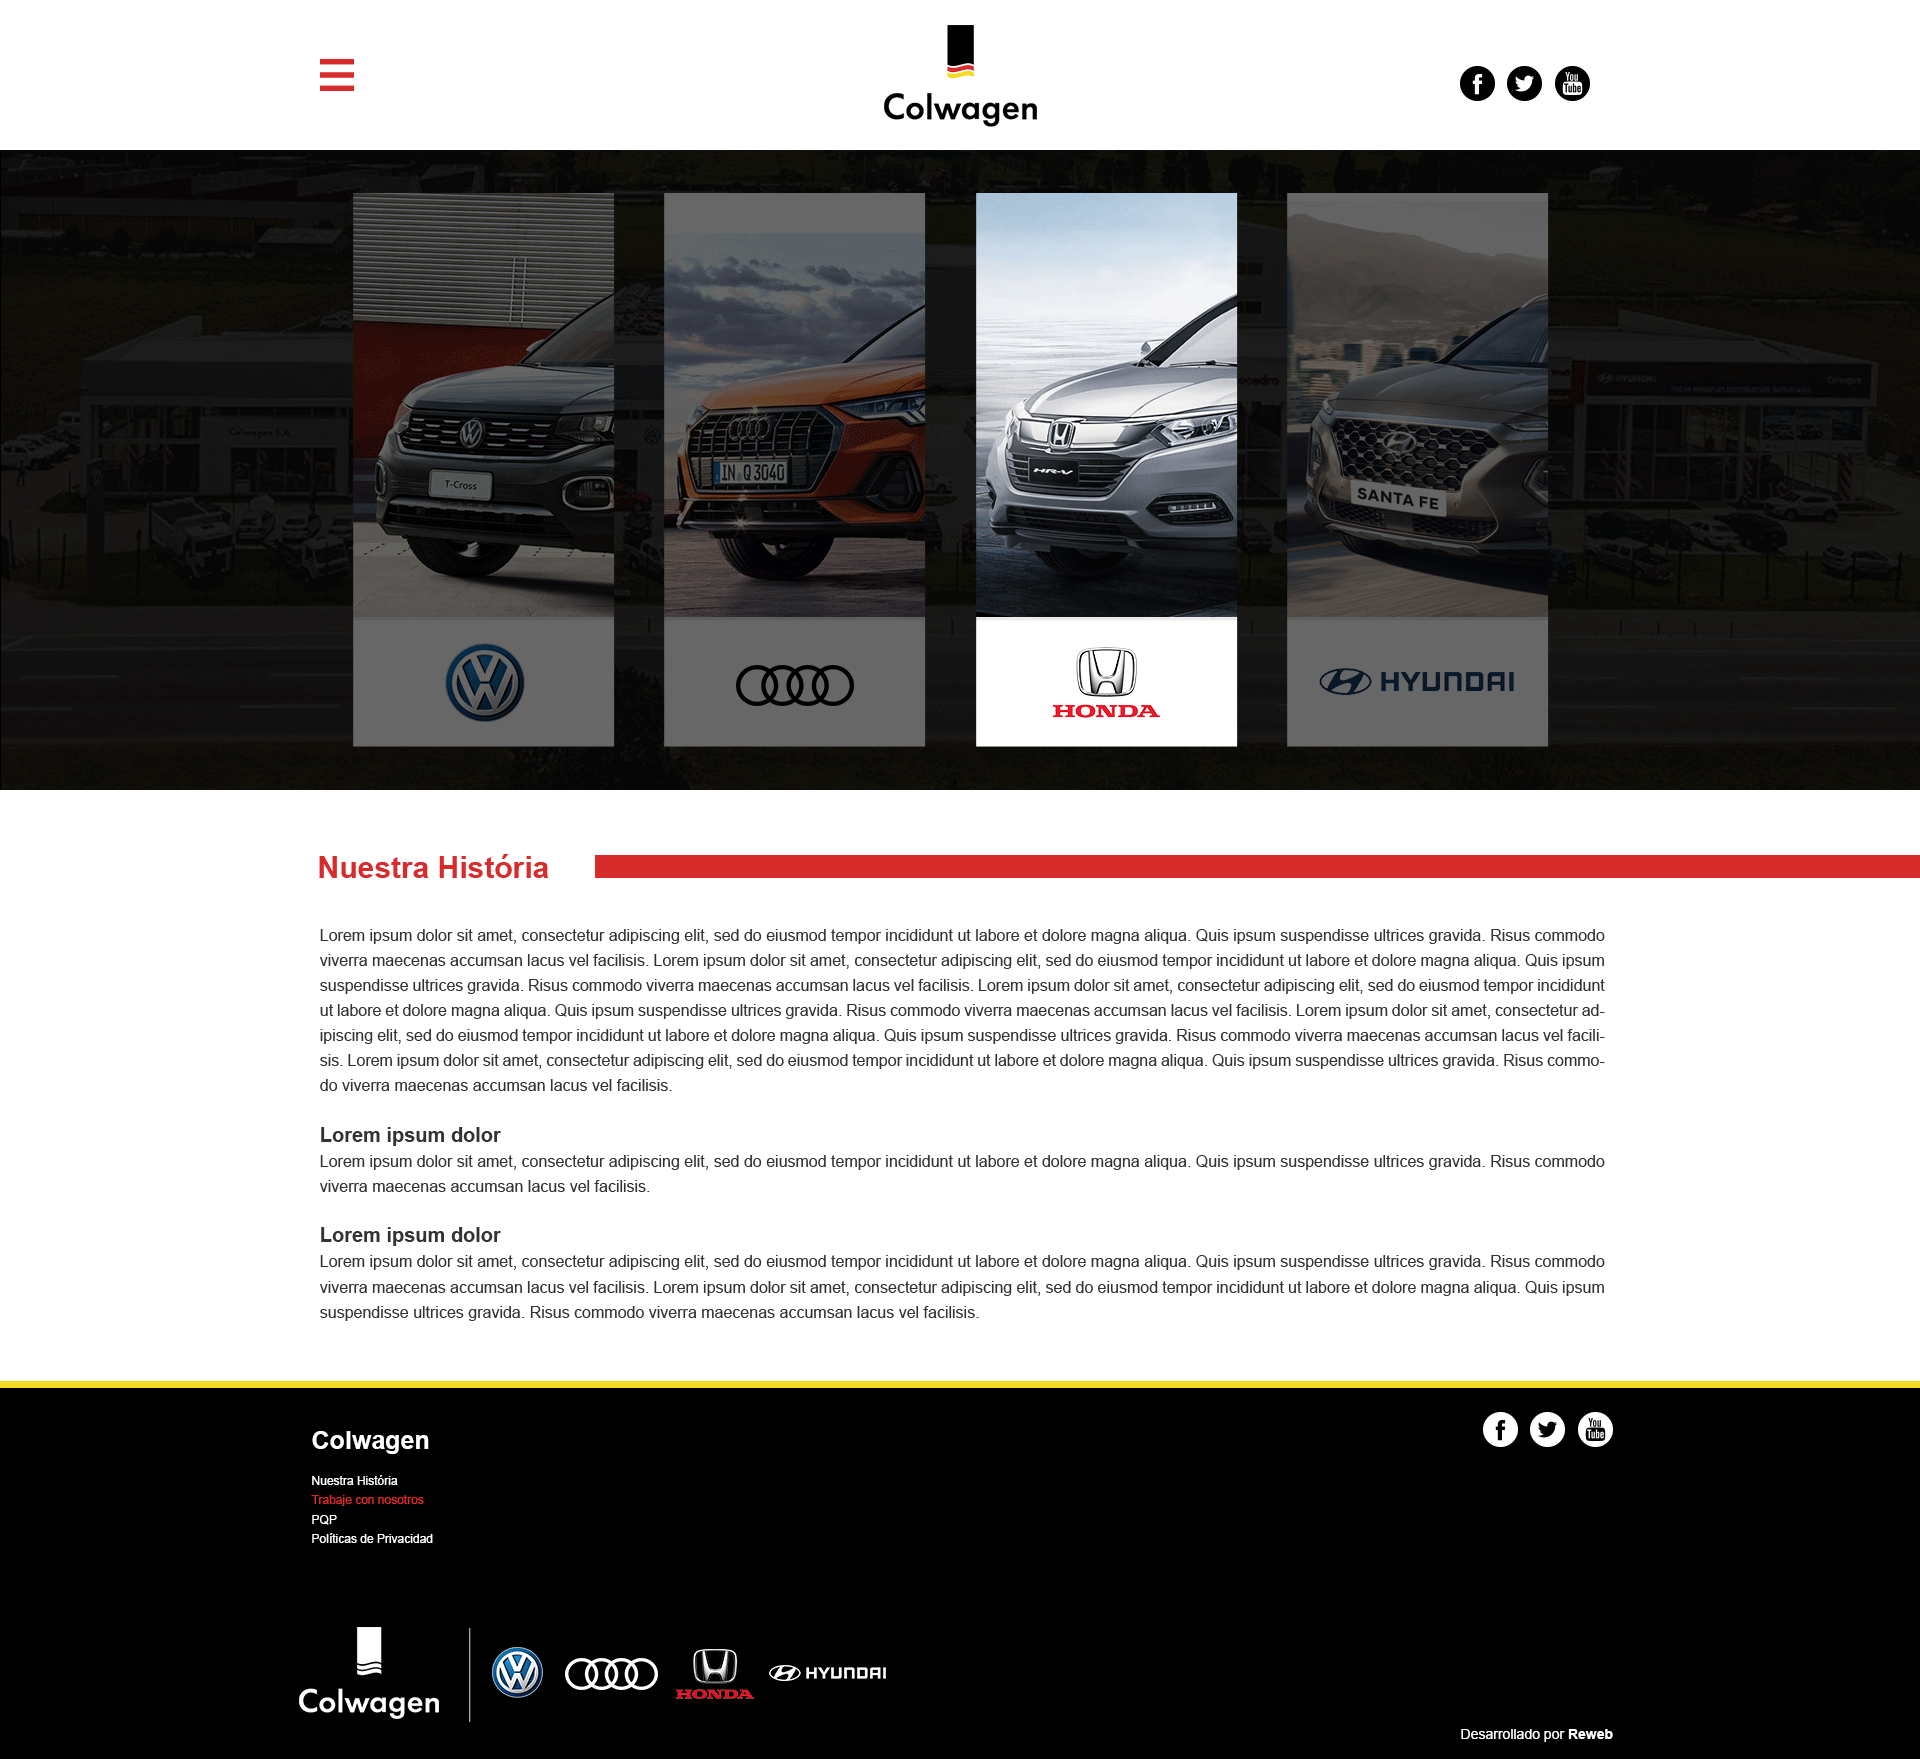 Colwagen
You
Tube
Colwagen S.A.
HYUNDAI
Colwagen
T-Cross
IN Q 3040
HR-V
SANTA FE
HONDA
HYUNDAI
Nuestra História
Lorem ipsum dolor sit amet, consectetur adipiscing elit, sed do eiusmod tempor incididunt ut labore et dolore magna aliqua. Quis ipsum suspendisse ultrices gravida. Risus commodo
viverra maecenas accumsan lacus vel facilisis. Lorem ipsum dolor sit amet, consectetur adipiscing elit, sed do eiusmod tempor incididunt ut labore et dolore magna aliqua. Quis ipsum
suspendisse ultrices gravida. Risus commodo viverra maecenas accumsan lacus vel facilisis. Lorem ipsum dolor sit amet, consectetur adipiscing elit, sed do eiusmod tempor incididunt
ut labore et dolore magna aliqua. Quis ipsum suspendisse ultrices gravida. Risus commodo viverra maecenas accumsan lacus vel facilisis. Lorem ipsum dolor sit amet, consectetur ad-
ipiscing elit, sed do eiusmod tempor incididunt ut labore et dolore magna aliqua. Quis ipsum suspendisse ultrices gravida. Risus commodo viverra maecenas accumsan lacus vel facili-
sis. Lorem ipsum dolor sit amet, consectetur adipiscing elit, sed do eiusmod tempor incididunt ut labore et dolore magna aliqua. Quis ipsum suspendisse ultrices gravida. Risus commo-
do viverra maecenas accumsan lacus vel facilisis.
Lorem ipsum dolor
Lorem ipsum dolor sit amet, consectetur adipiscing elit, sed do eiusmod tempor incididunt ut labore et dolore magna aliqua. Quis ipsum suspendisse ultrices gravida. Risus commodo
viverra maecenas accumsan lacus vel facilisis.
Lorem ipsum dolor
Lorem ipsum dolor sit amet, consectetur adipiscing elit, sed do eiusmod tempor incididunt ut labore et dolore magna aliqua. Quis ipsum suspendisse ultrices gravida. Risus commodo
viverra maecenas accumsan lacus vel facilisis. Lorem ipsum dolor sit amet, consectetur adipiscing elit, sed do eiusmod tempor incididunt ut labore et dolore magna aliqua. Quis ipsum
suspendisse ultrices gravida. Risus commodo viverra maecenas accumsan lacus vel facilisis.
Colwagen
You
Tube
Nuestra História
Trabaje con nosotros
PQP
Políticas de Privacidad
Colwagen
HONDA
HYUNDAI
Desarrollado por Reweb